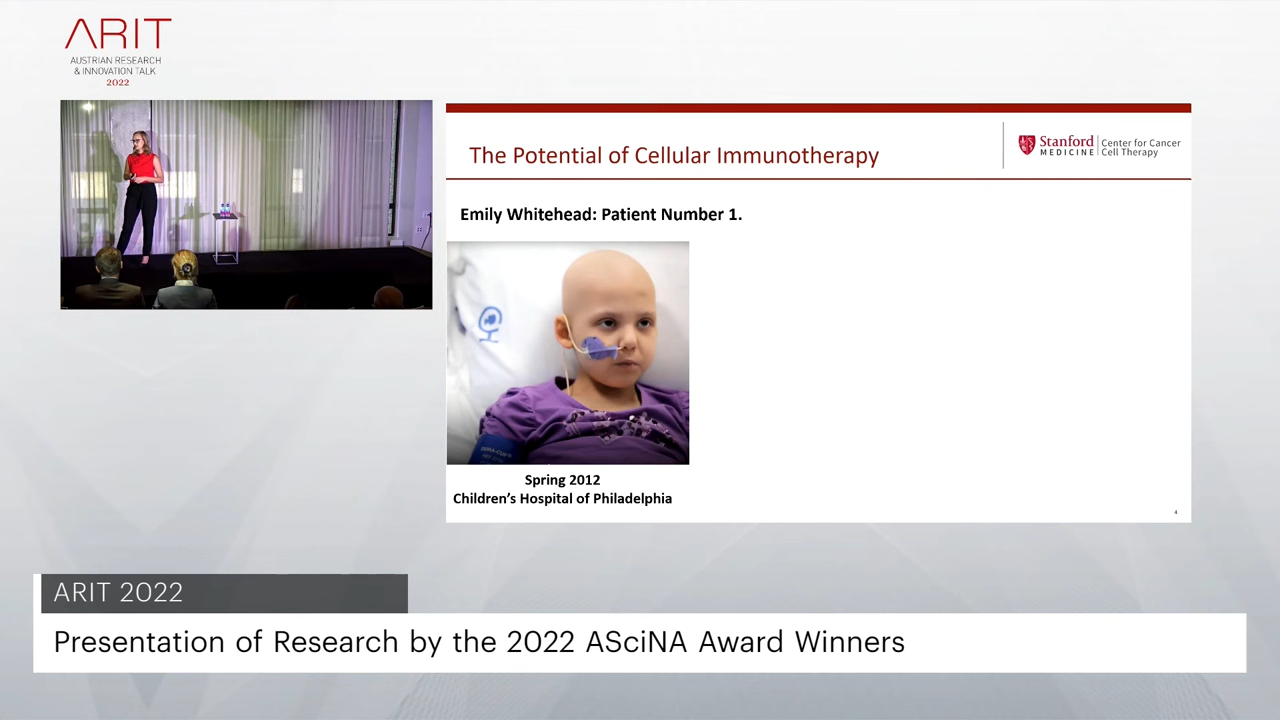 ARIT
AUSTRIAN RESEARCH
& INNOVATION TALK
2022
The Potential of Cellular Immunotherapy
Stanford
MEDICINE
Center for Cancer
Cell Therapy
Emily Whitehead: Patient Number 1.
Spring 2012
Children's Hospital of Philadelphia
4
ARIT 2022
Presentation of Research by the 2022 ASciNA Award Winners